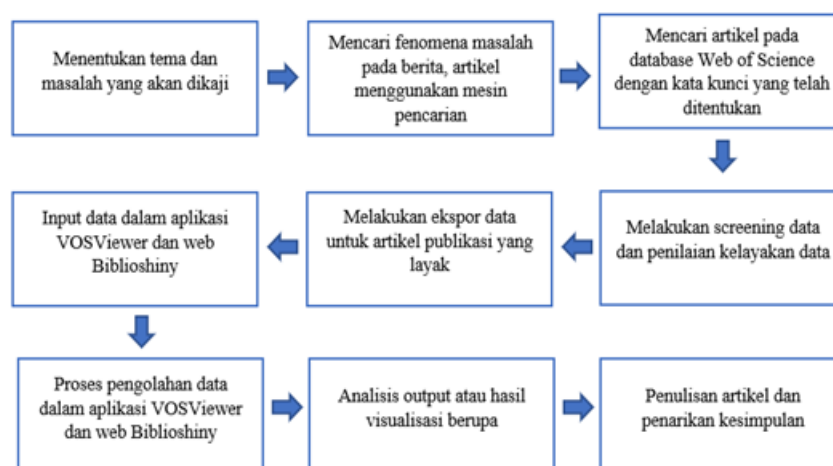 Menentukan tema dan
masalah yang akan dikaji
Mencari fenomena masalah
pada berita, artikel
menggunakan mesin
pencarian
Mencari artikel pada
database Web of Science
dengan kata kunci yang telah
ditentukan
Melakukan screening data
dan penilaian kelayakan data
Melakukan ekspor data
untuk artikel publikasi yang
layak
Input data dalam aplikasi
VOSViewer dan web
Biblioshiny
Proses pengolahan data
dalam aplikasi VOSViewer
dan web Biblioshiny
Analisis output atau hasil
visualisasi berupa
Penulisan artikel dan
penarikan kesimpulan